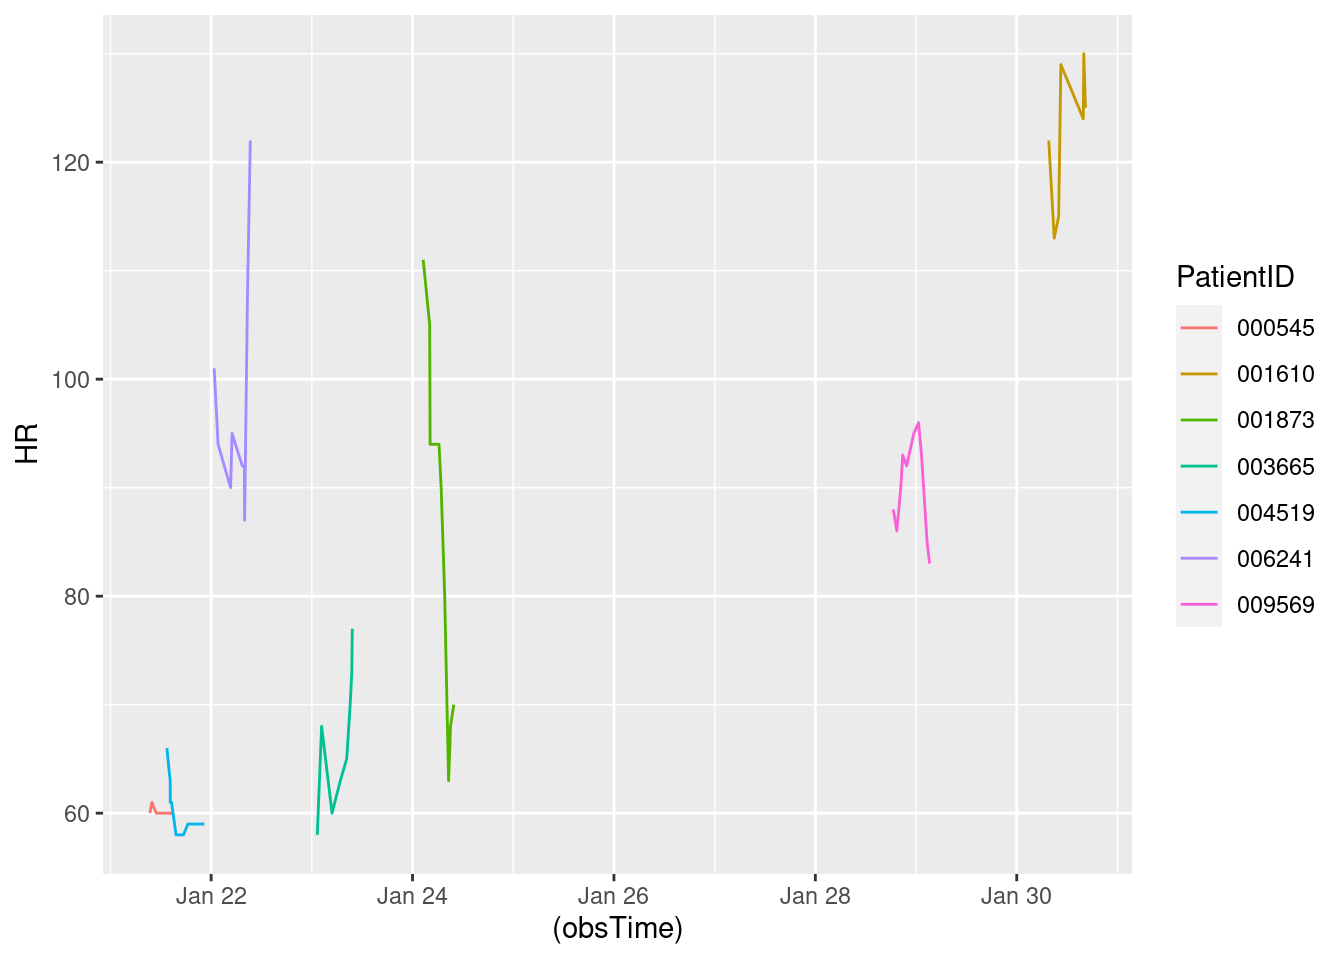 HR
120
100
80
60
Jan 22
Jan 24
Jan 26
Jan 28
Jan 30
(obsTime)
PatientID
000545
001610
001873
003665
004519
006241
009569